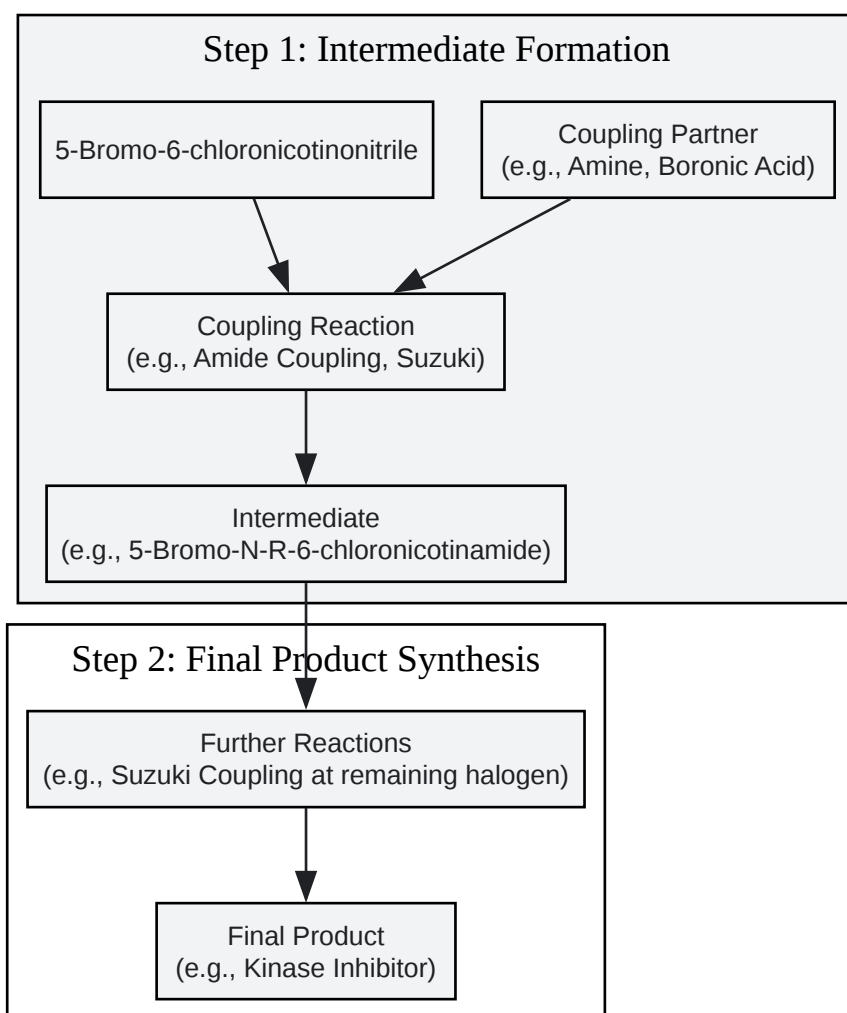 Step 1: Intermediate Formation
5-Bromo-6-chloronicotinonitrile
Coupling Partner
(e.g., Amine, Boronic Acid)
Coupling Reaction
(e.g., Amide Coupling, Suzuki)
Intermediate
(e.g., 5-Bromo-N-R-6-chloronicotinamide)
Step 2: Final Product Synthesis
Further Reactions
(e.g., Suzuki Coupling at remaining halogen)
Final Product
(e.g., Kinase Inhibitor)